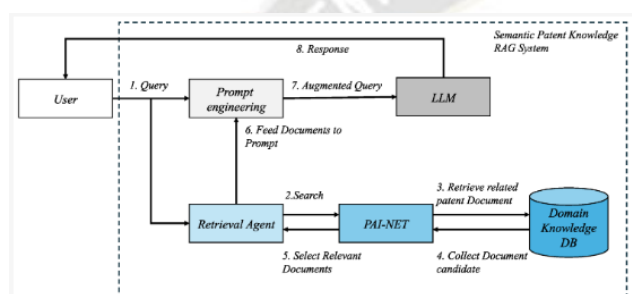 Semantic Patent Knowledge
RAG System
8. Response
1. Query
7. Augmented Query
User
Prompt
engineering
LLM
6. Feed Documents to
Prompt
2.Search
3. Retrieve related
patent Document
Retrieval Agent
PAI-NET
Domain
Knowledge
DB
5. Select Relevant
Documents
4. Collect Document
candidate